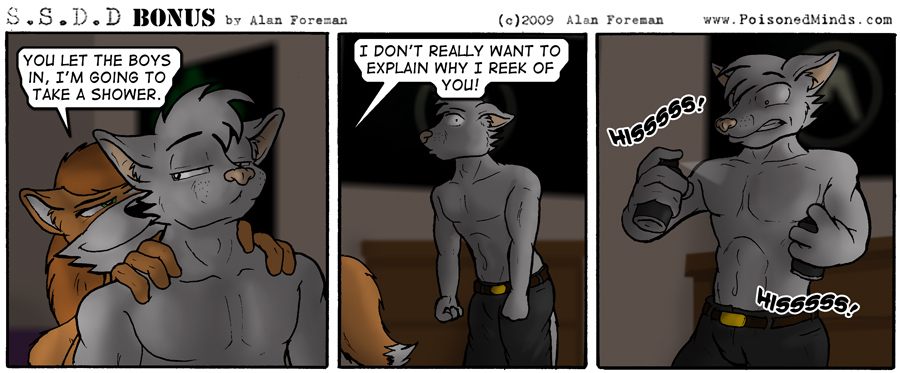 S.S.D.D BONUS by Alan Foreman (c)2009 Alan Foreman www.PoisonedMinds.com
YOU LET THE BOYS
IN, I'M GOING TO
TAKE A SHOWER.
I DON'T REALLY WANT TO
EXPLAIN WHY I REEK OF
YOU!
HISSSSS!
HISSSSS!